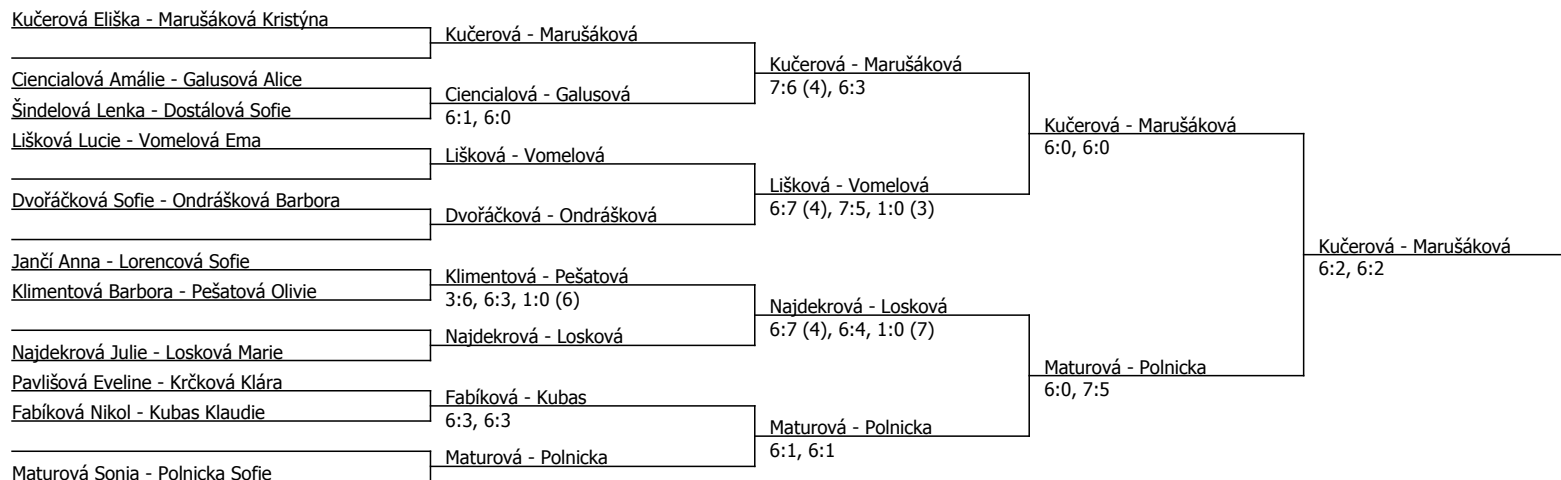 Kučerová Eliška - Marušáková Kristýna
Ciencialová Amálie - Galusová Alice
Šindelová Lenka - Dostálová Sofie
Lišková Lucie - Vomelová Ema
Dvořáčková Sofie - Ondrášková Barbora
Jančí Anna - Lorencová Sofie
Klimentová Barbora - Pešatová Olivie
Najdekrová Julie - Losková Marie
Pavlišová Eveline - Krčková Klára
Fabíková Nikol - Kubas Klaudie
Maturová Sonja - Polnicka Sofie
Kučerová - Marušáková
Ciencialová - Galusová
6:1, 6:0
Lišková - Vomelová
Dvořáčková - Ondrášková
Klimentová - Pešatová
3:6, 6:3, 1:0 (6)
Najdekrová - Losková
Fabíková - Kubas
6:3, 6:3
Maturová - Polnicka
Kučerová - Marušáková
7:6 (4), 6:3
Lišková - Vomelová
6:7 (4), 7:5, 1:0 (3)
Najdekrová - Losková
6:7 (4), 6:4, 1:0 (7)
Maturová - Polnicka
6:1, 6:1
Kučerová - Marušáková
6:0, 6:0
Maturová - Polnicka
6:0, 7:5
Kučerová - Marušáková
6:2, 6:2